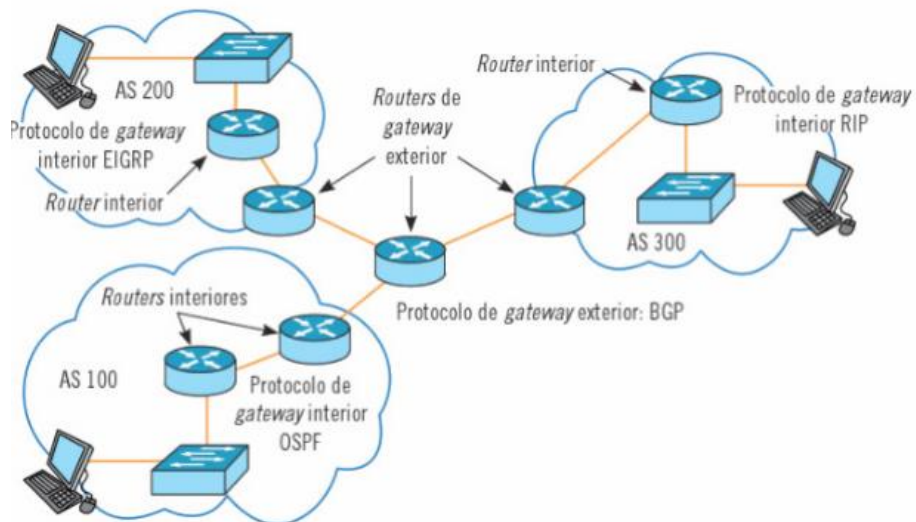 AS 200
Protocolo de gateway
interior EIGRP
Router interior
Routers de
gateway
exterior
Router interior
Protocolo de gateway
interior RIP
AS 300
Protocolo de gateway exterior: BGP
Routers interiores
AS 100
Protocolo de
gateway interior
OSPF